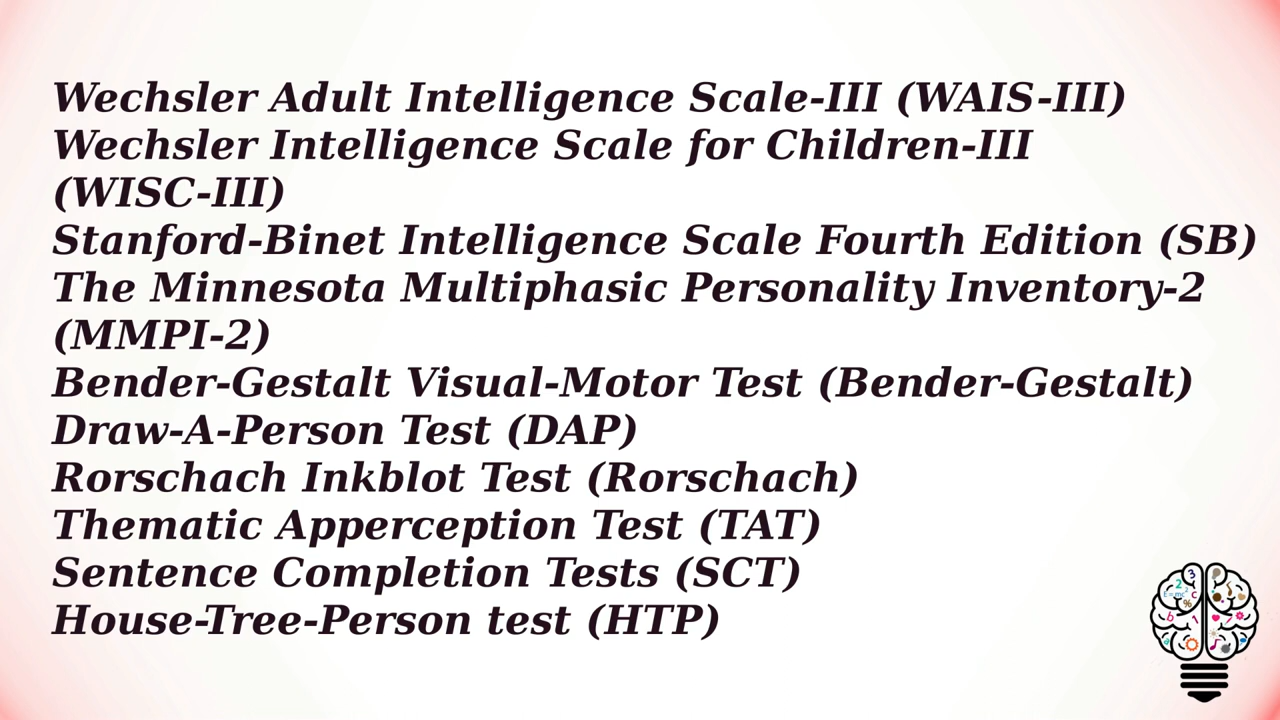 Wechsler Adult Intelligence Scale-III (WAIS-III)
Wechsler Intelligence Scale for Children-III
(WISC-III)
Stanford-Binet Intelligence Scale Fourth Edition (SB)
The Minnesota Multiphasic Personality Inventory-2
(MMPI-2)
Bender-Gestalt Visual-Motor Test (Bender-Gestalt)
Draw-A-Person Test (DAP)
Rorschach Inkblot Test (Rorschach)
Thematic Apperception Test (TAT)
Sentence Completion Tests (SCT)
House-Tree-Person test (HTP)